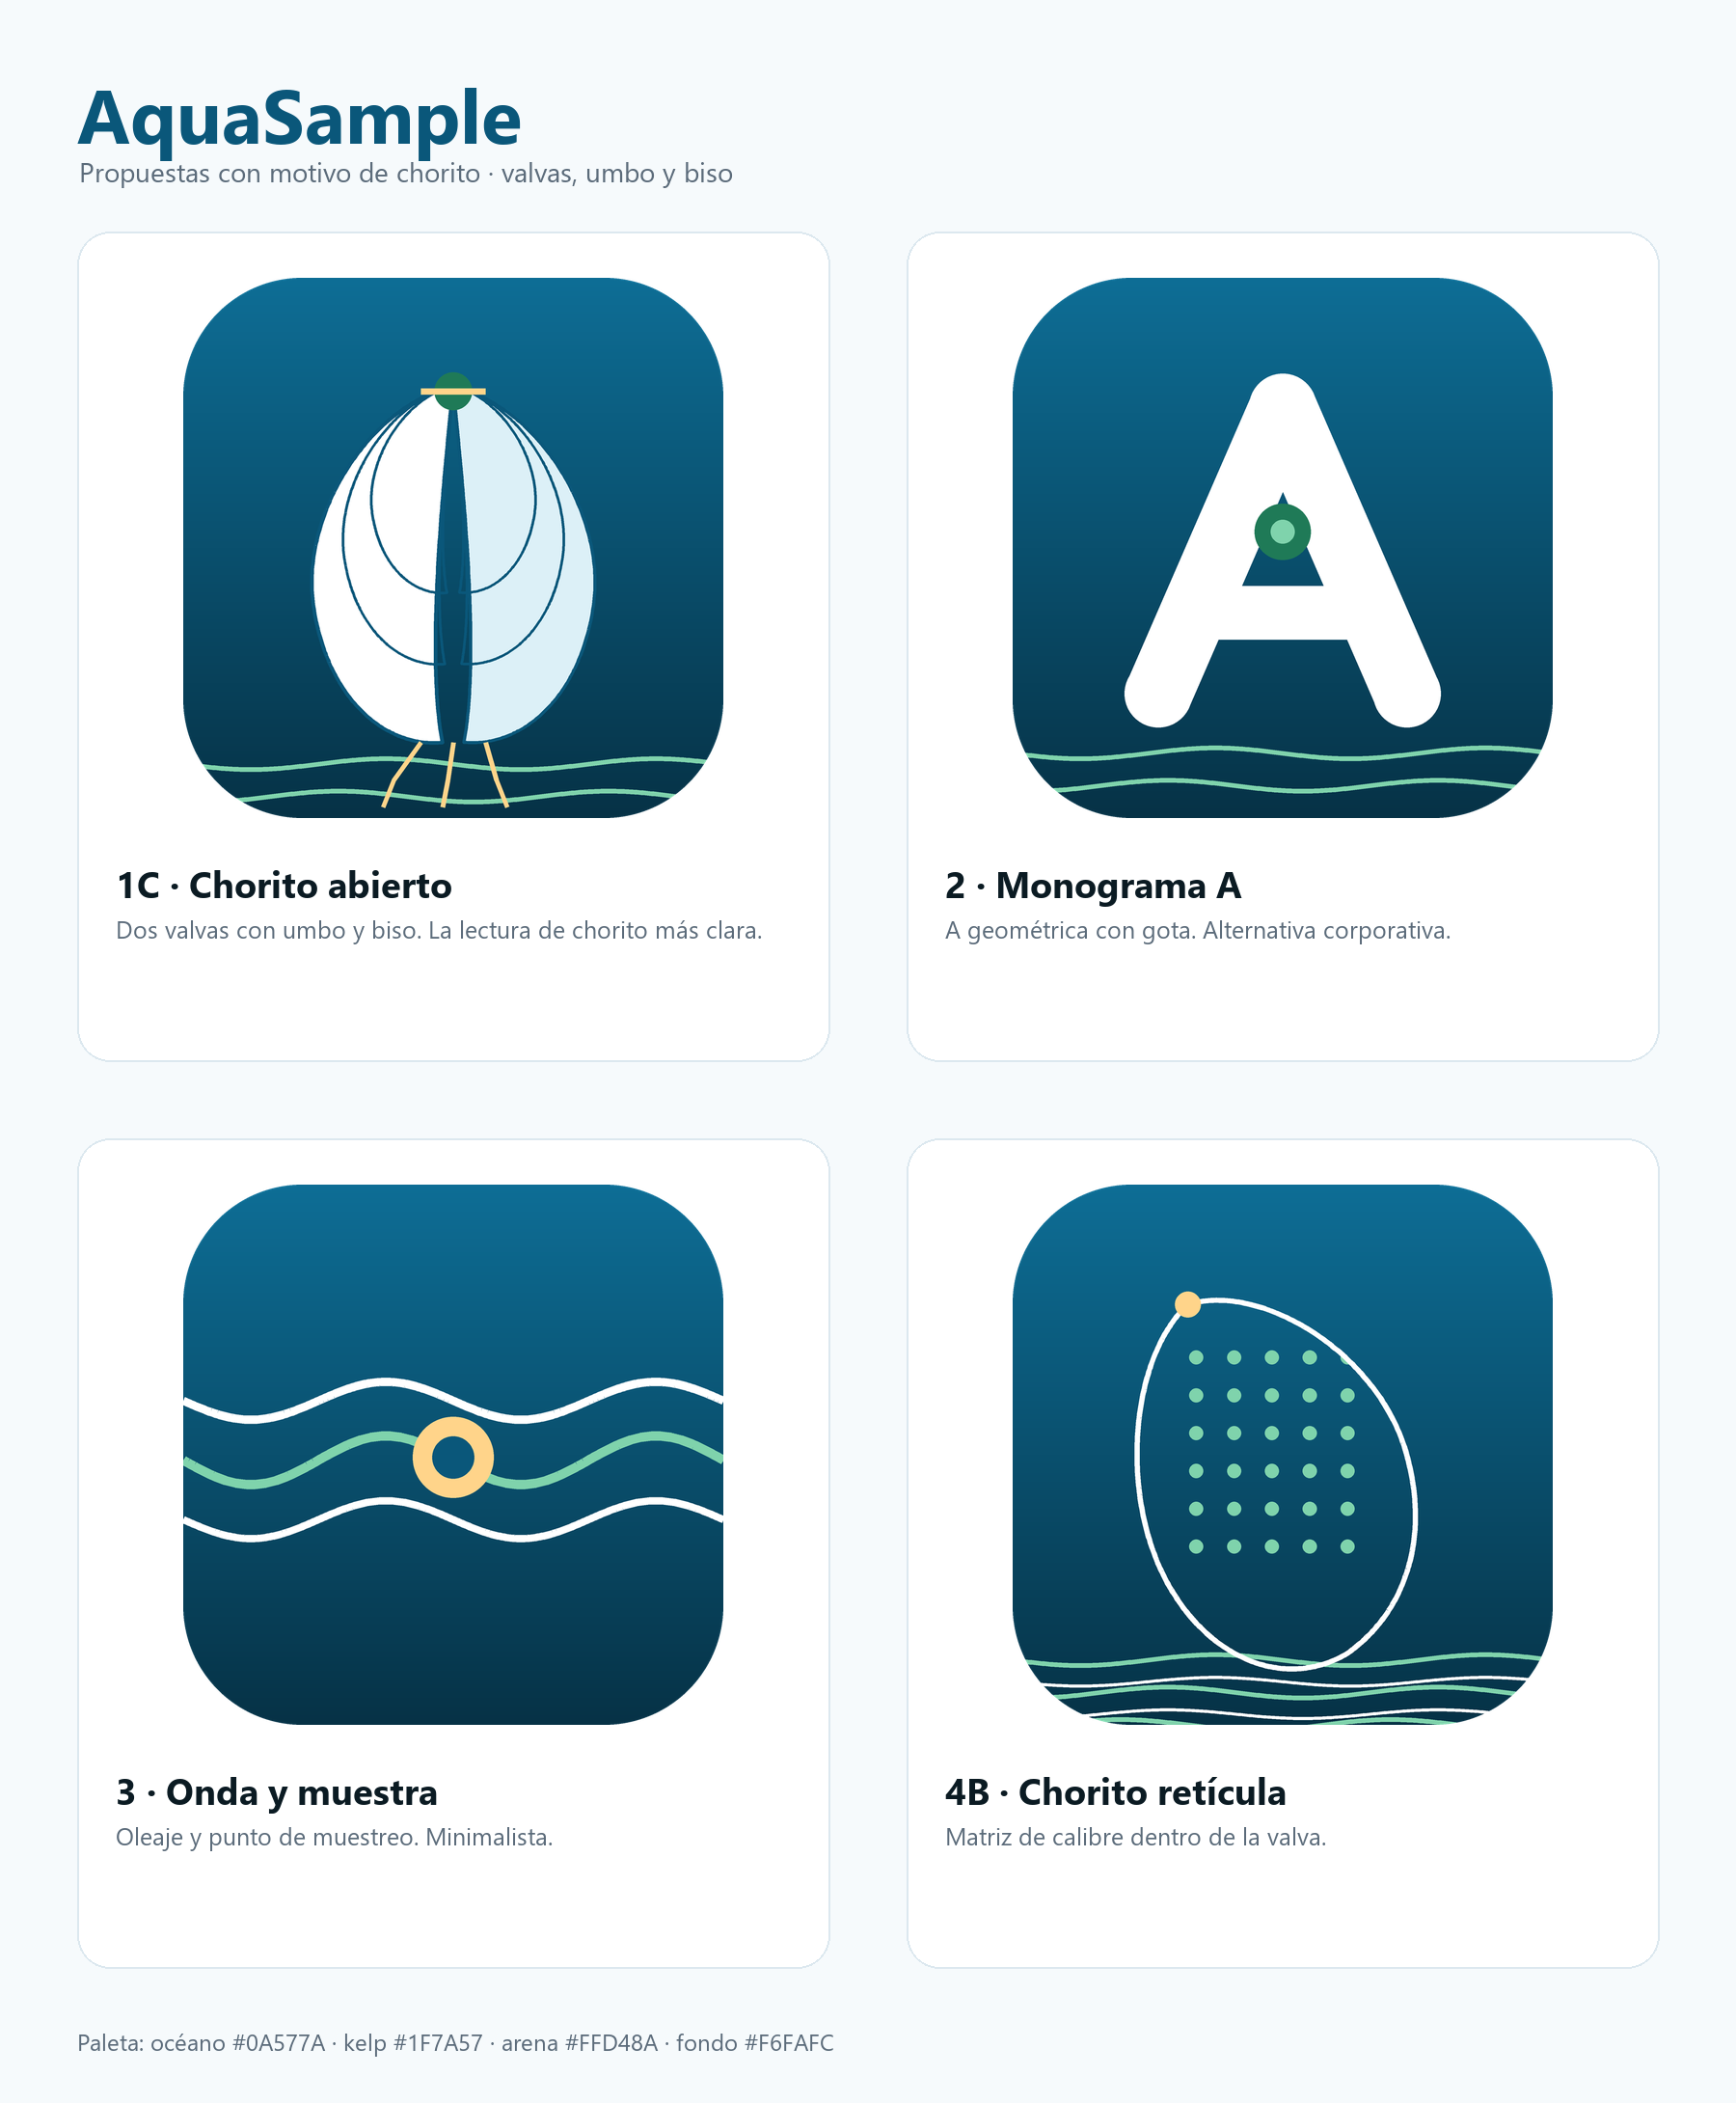 AquaSample
Propuestas con motivo de chorito · valvas, umbo y biso
1C · Chorito abierto
Dos valvas con umbo y biso. La lectura de chorito más clara.
2 · Monograma A
A geométrica con gota. Alternativa corporativa.
3 · Onda y muestra
Oleaje y punto de muestreo. Minimalista.
4B · Chorito retícula
Matriz de calibre dentro de la valva.
Paleta: océano #0A577A · kelp #1F7A57 · arena #FFD48A · fondo #F6FAFC